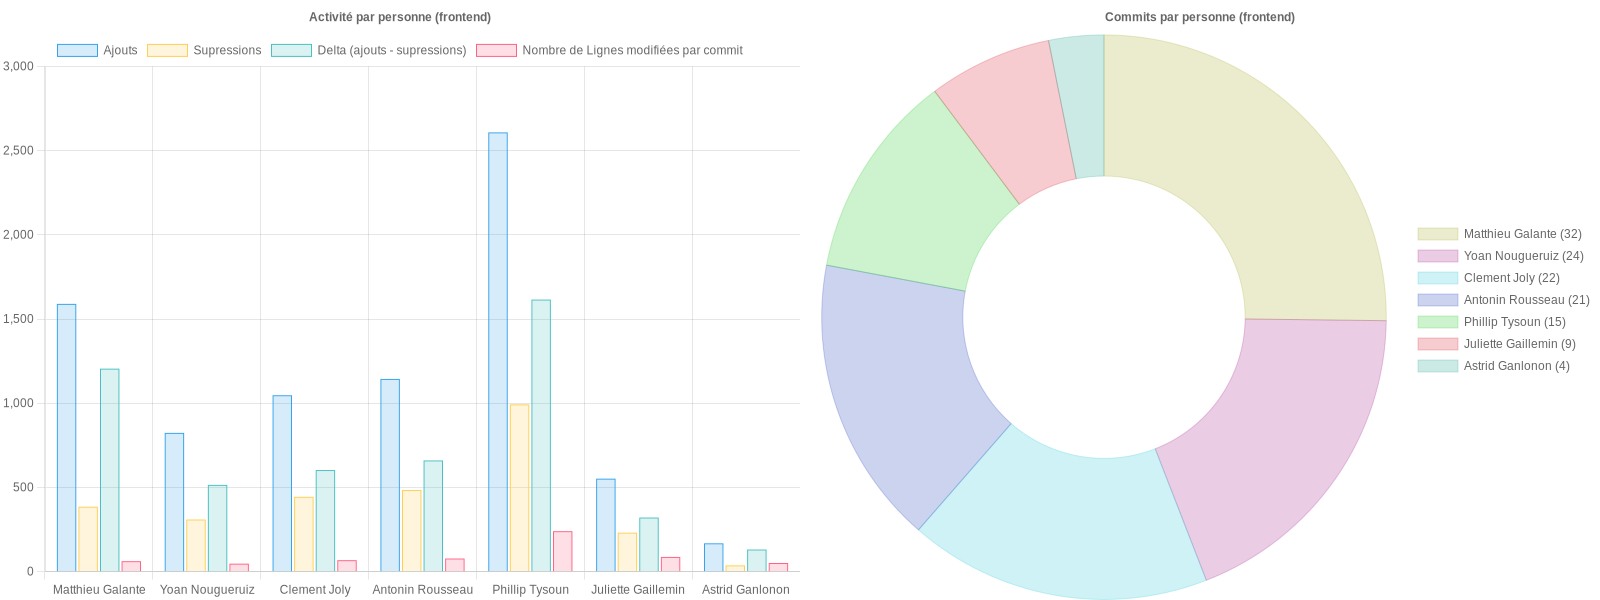 Activité par personne (frontend)
Ajouts Supressions Delta (ajouts - supressions) Nombre de Lignes modifiées par commit
3,000
2,500
2,000
1,500
1,000
500
0
Matthieu Galante Yoan Nougueruiz Clement Joly Antonin Rousseau Phillip Tysoun Juliette Gaillemin Astrid Ganlonon
Commits par personne (frontend)
Matthieu Galante (32)
Yoan Nougueruiz (24)
Clement Joly (22)
Antonin Rousseau (21)
Phillip Tysoun (15)
Juliette Gaillemin (9)
Astrid Ganlonon (4)